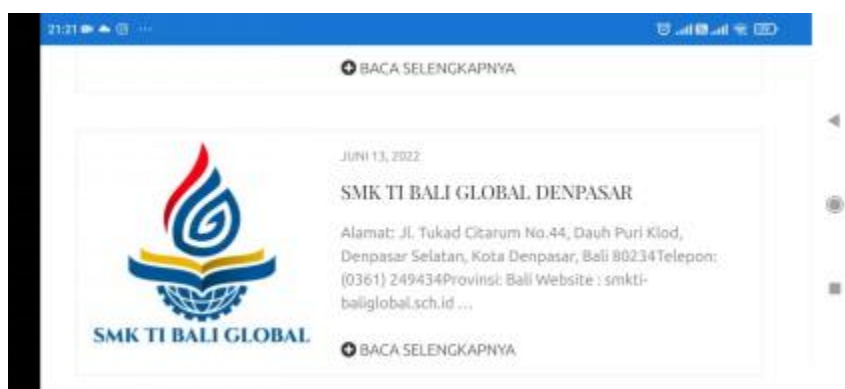 21:21
BACA SELENGKAPNYA
JUNI 13, 2022
SMK TI BALI GLOBAL DENPASAR
Alamat: Jl. Tukad Citarum No.44, Dauh Puri Klod,
Denpasar Selatan, Kota Denpasar, Bali 80234Telepon:
(0361) 249434Provinsi: Bali Website : smkti-
baliglobal.sch.id ...
SMK TI BALI GLOBAL
BACA SELENGKAPNYA